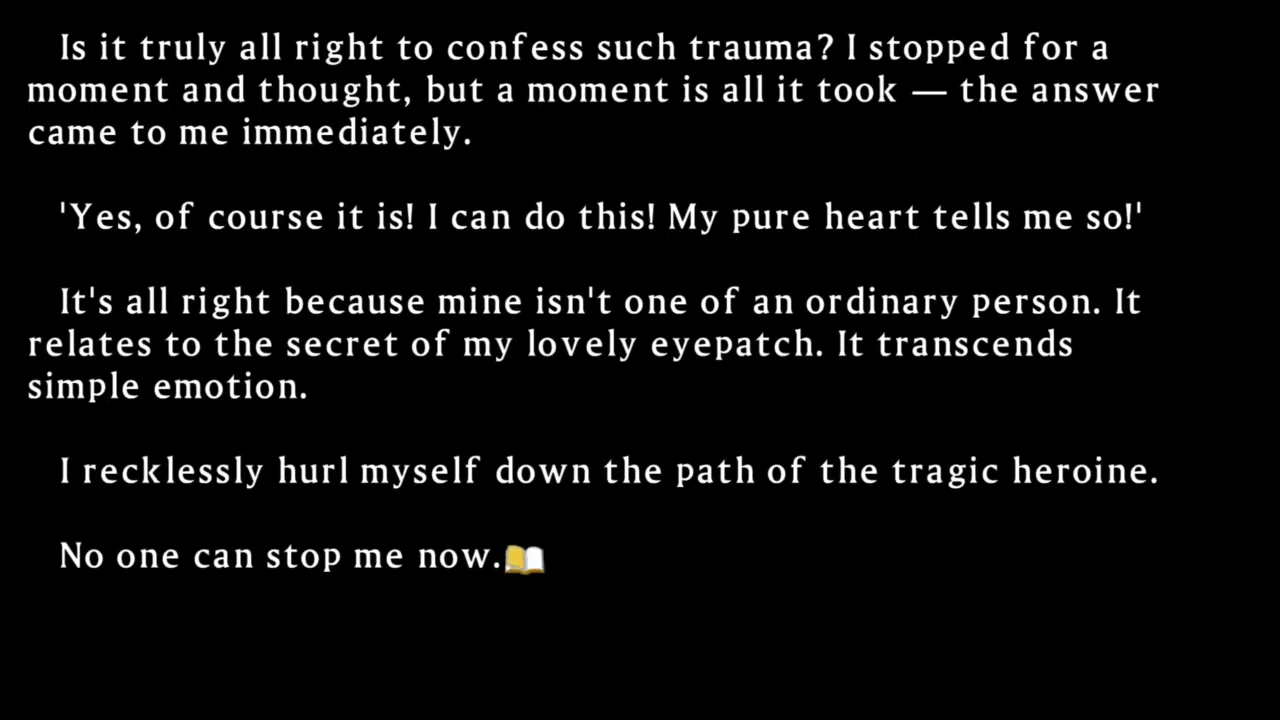 Is it truly all right to confess such trauma? I stopped for a
moment and thought, but a moment is all it took — the answer
came to me immediately.
'Yes, of course it is! I can do this! My pure heart tells me so!'
It's all right because mine isn't one of an ordinary person. It
relates to the secret of my lovely eyepatch. It transcends
simple emotion.
I recklessly hurl myself down the path of the tragic heroine.
No one can stop me now.